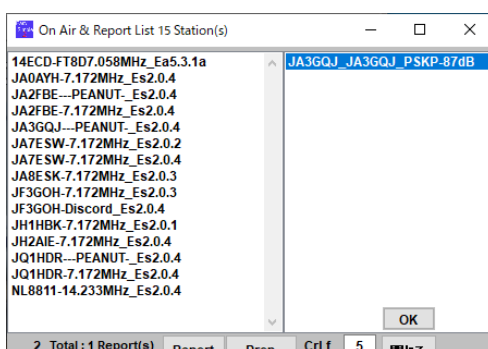 On Air & Report List 15 Station(s)
14ECD-FT8D7.058MHz_Ea5.3.1a
JA0AYH-7.172MHz_Es2.0.4
JA2FBE---PEANUT-_Es2.0.4
JA2FBE-7.172MHz_Es2.0.4
JA3GQJ---PEANUT-_Es2.0.4
JA7ESW-7.172MHz_Es2.0.2
JA7ESW-7.172MHz_Es2.0.4
JA8ESK-7.172MHz_Es2.0.3
JF3GOH-7.172MHz_Es2.0.3
JF3GOH-Discord_Es2.0.4
JH1HBK-7.172MHz_Es2.0.1
JH2AIE-7.172MHz_Es2.0.4
JQ1HDR---PEANUT-_Es2.0.4
JQ1HDR-7.172MHz_Es2.0.4
NL8811-14.233MHz_Es2.0.4
JA3GQJ_JA3GQJ_PSKP-87dB
OK
2 Total : 1 Report(s) Report Prop CrLf 5